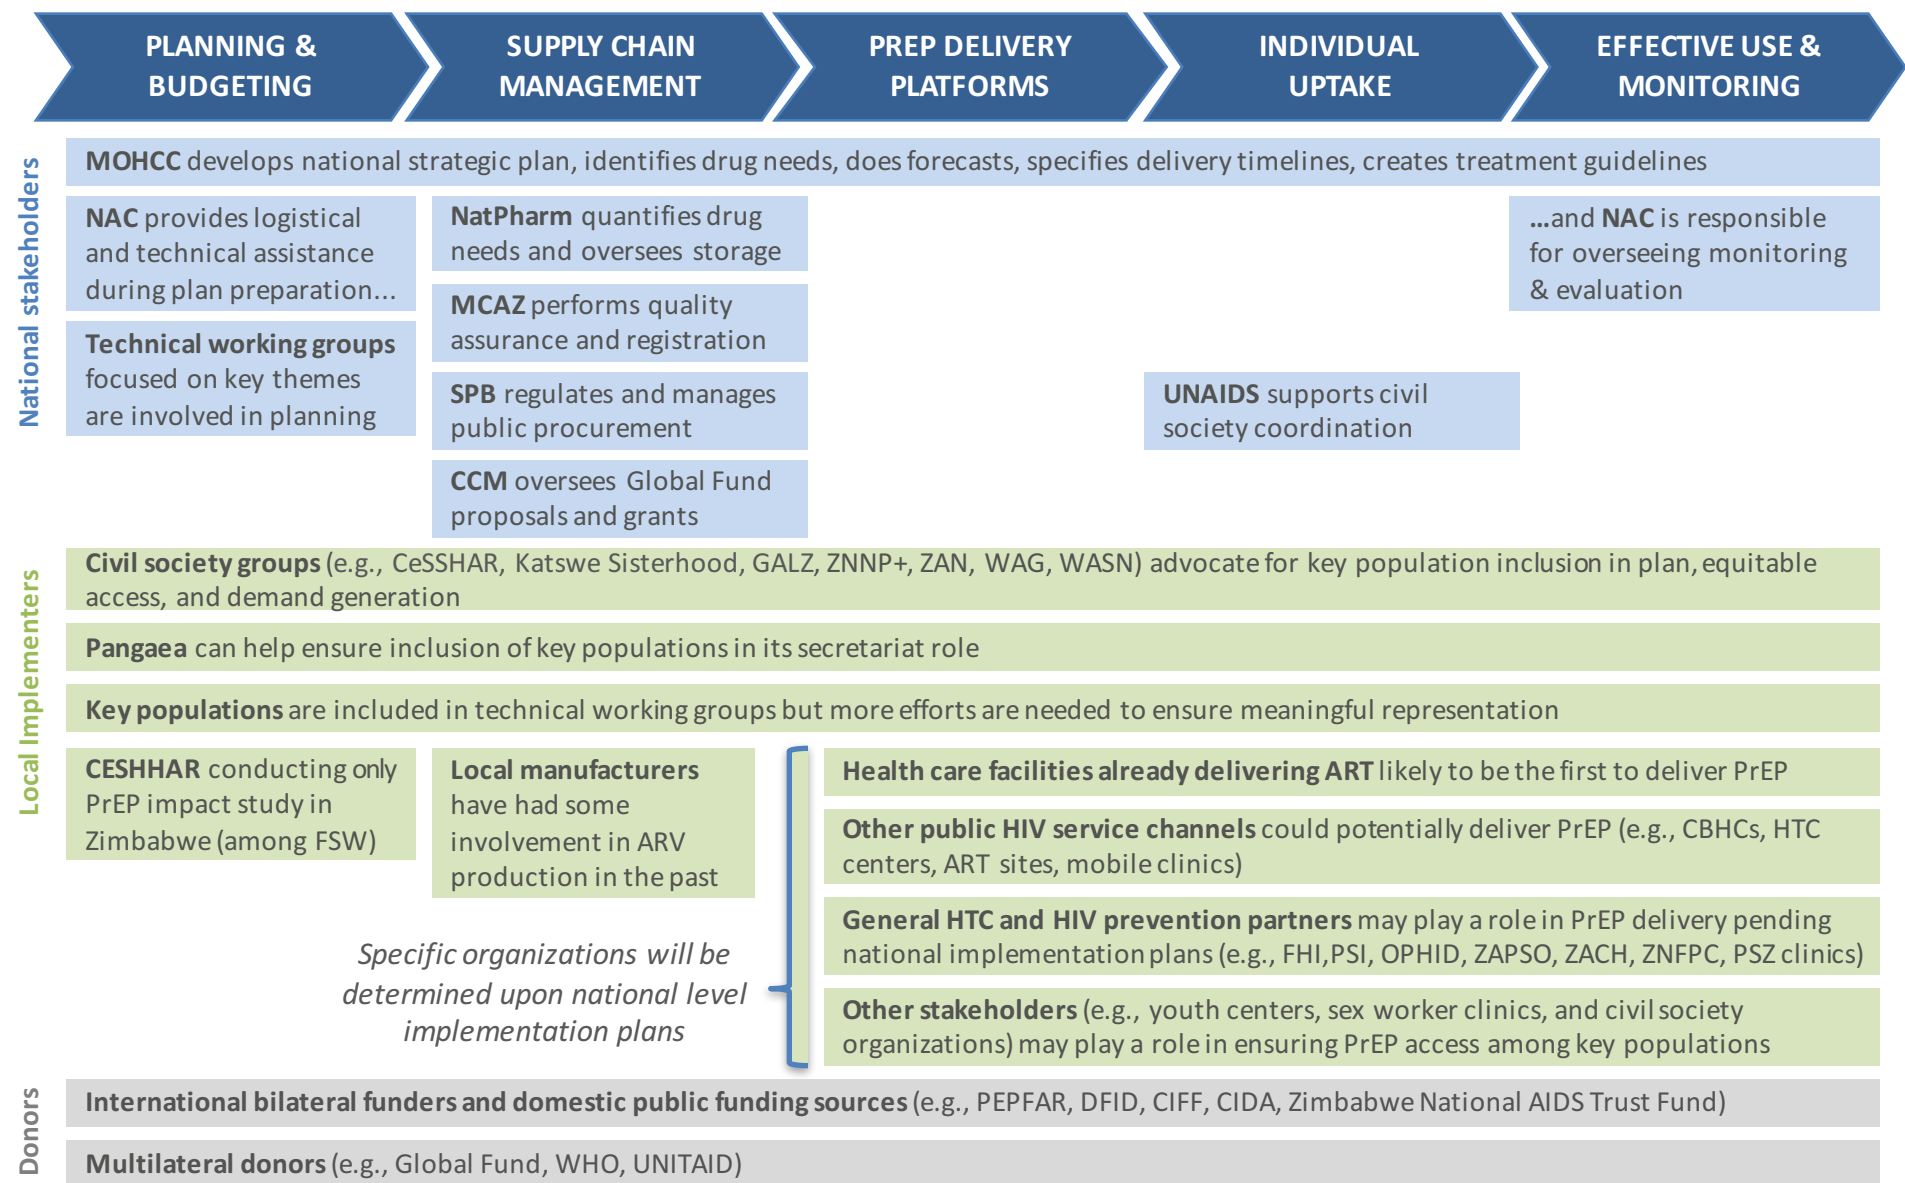 PLANNING &
BUDGETING
SUPPLY CHAIN
MANAGEMENT
PREP DELIVERY
PLATFORMS
INDIVIDUAL
UPTAKE
EFFECTIVE USE &
MONITORING
National stakeholders
MOHCC develops national strategic plan, identifies drug needs, does forecasts, specifies delivery timelines, creates treatment guidelines
NAC provides logistical
and technical assistance
during plan preparation...
Technical working groups
focused on key themes
are involved in planning
NatPharm quantifies drug
needs and oversees storage
MCAZ performs quality
assurance and registration
SPB regulates and manages
public procurement
CCM oversees Global Fund
proposals and grants
UNAIDS supports civil
society coordination
...and NAC is responsible
for overseeing monitoring
& evaluation
Local Implementers
Civil society groups (e.g., CeSSHAR, Katswe Sisterhood, GALZ, ZNNP+, ZAN, WAG, WASN) advocate for key population inclusion in plan, equitable
access, and demand generation
Pangaea can help ensure inclusion of key populations in its secretariat role
Key populations are included in technical working groups but more efforts are needed to ensure meaningful representation
CESHHAR conducting only
PrEP impact study in
Zimbabwe (among FSW)
Local manufacturers
have had some
involvement in ARV
production in the past
Specific organizations will be
determined upon national level
implementation plans
Health care facilities already delivering ART likely to be the first to deliver PrEP
Other public HIV service channels could potentially deliver PrEP (e.g., CBHCs, HTC
centers, ART sites, mobile clinics)
General HTC and HIV prevention partners may play a role in PrEP delivery pending
national implementation plans (e.g., FHI,PSI, OPHID, ZAPSO, ZACH, ZNFPC, PSZ clinics)
Other stakeholders (e.g., youth centers, sex worker clinics, and civil society
organizations) may play a role in ensuring PrEP access among key populations
Donors
International bilateral funders and domestic public funding sources (e.g., PEPFAR, DFID, CIFF, CIDA, Zimbabwe National AIDS Trust Fund)
Multilateral donors (e.g., Global Fund, WHO, UNITAID)